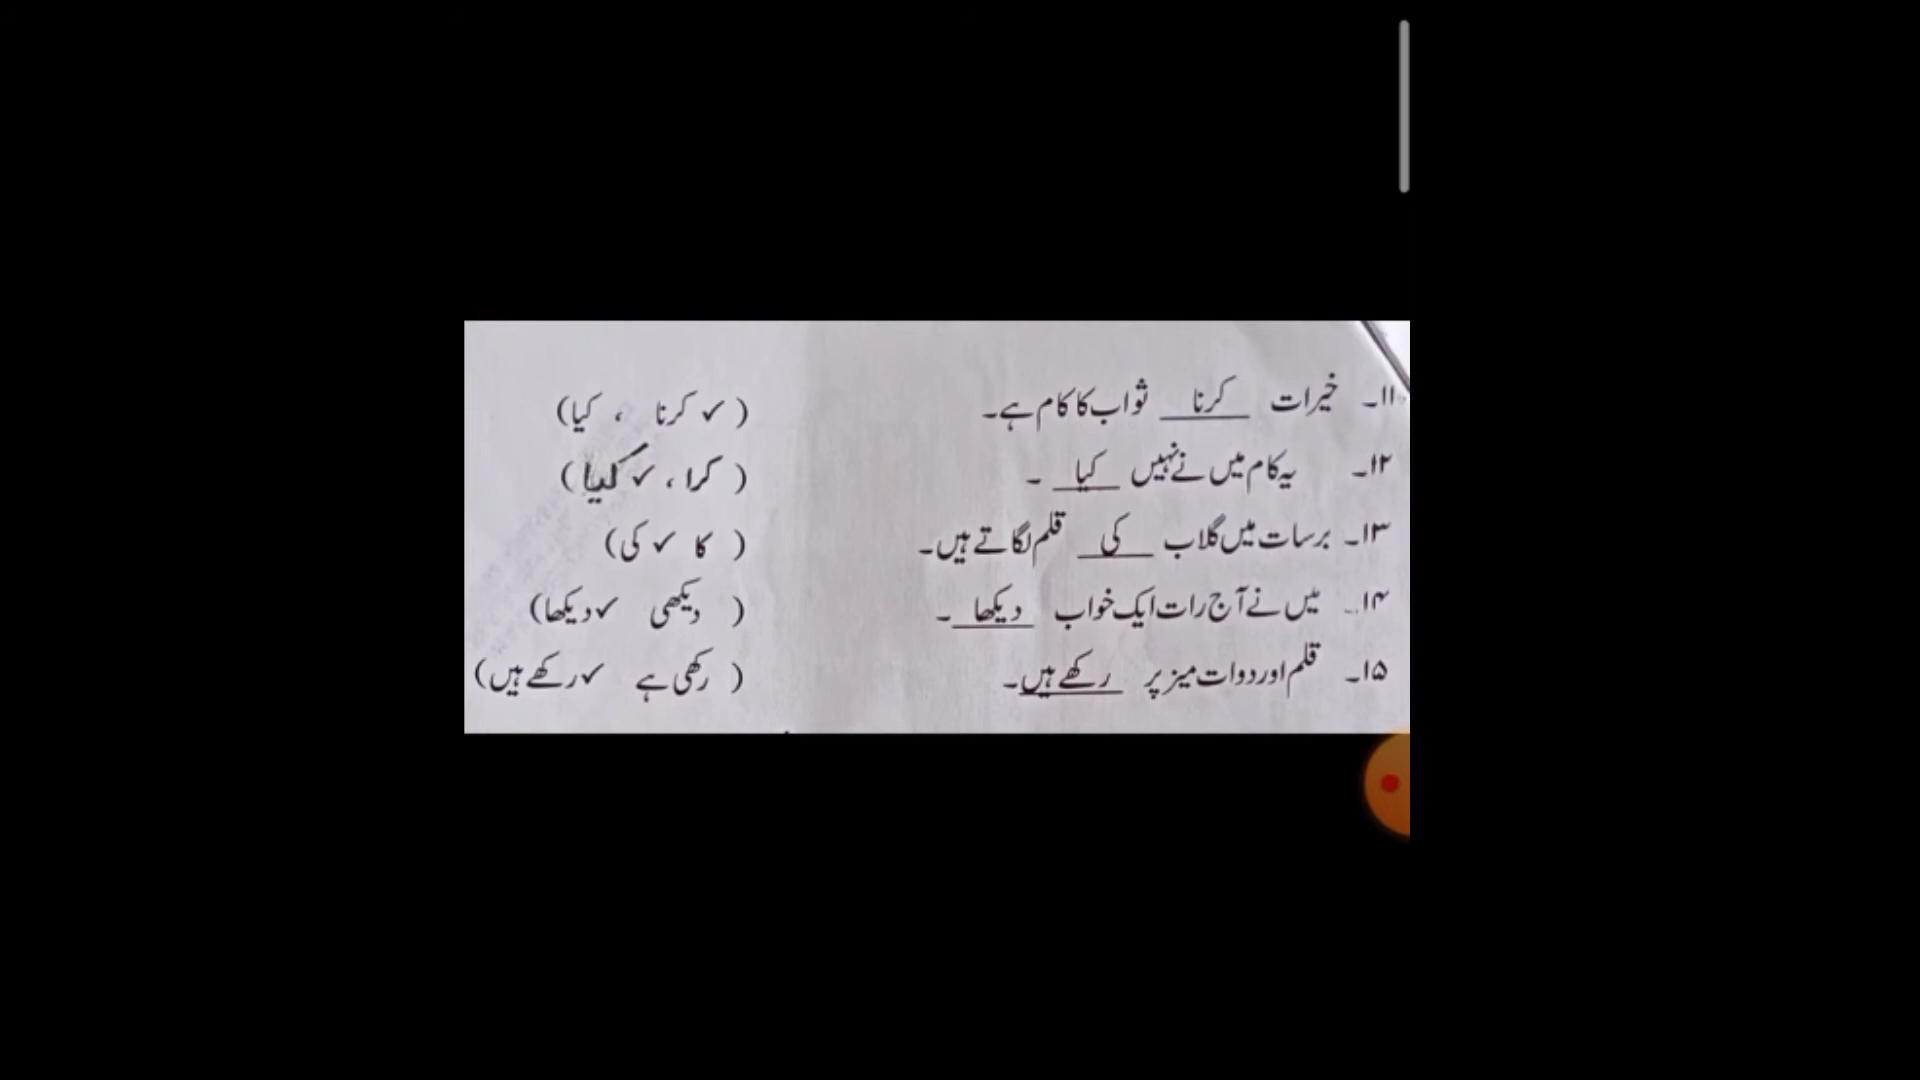 ۱۱۔ خیرات کرنا ثواب کا کام ہے۔ (✓ کرنا ، کیا)
۱۲۔ یہ کام میں نے نہیں کیا ۔ (کرا ، ✓ کیا)
۱۳۔ برسات میں گلاب کی قلم لگاتے ہیں۔ (کا ✓ کی)
۱۴۔ میں نے آج رات ایک خواب دیکھا ۔ (دیکھی ✓ دیکھا)
۱۵۔ قلم اور دوات میز پر رکھے ہیں۔ (رکھی ہے ✓ رکھے ہیں)